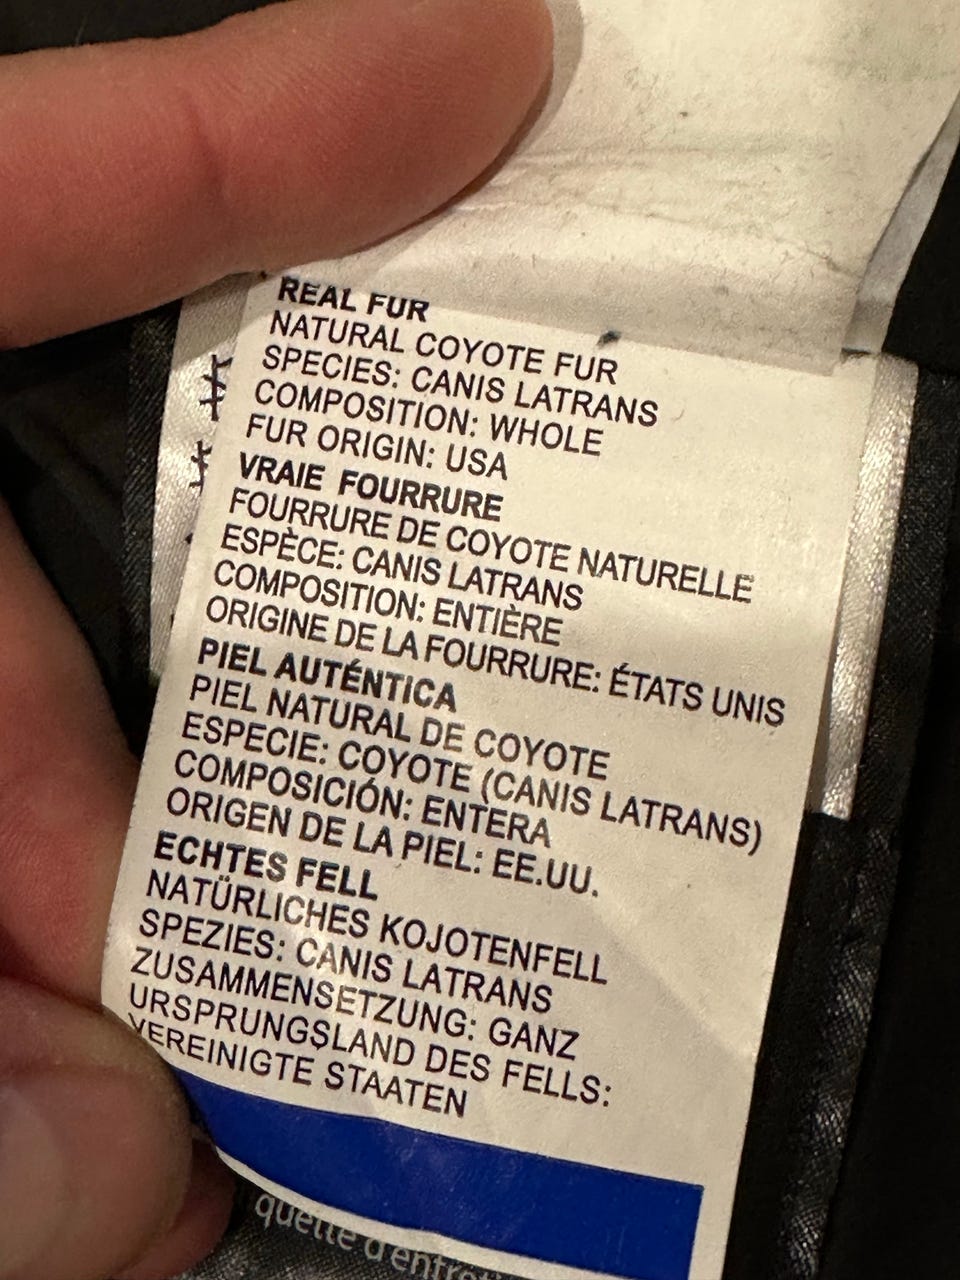 REAL FUR
NATURAL COYOTE FUR
SPECIES: CANIS LATRANS
COMPOSITION: WHOLE
FUR ORIGIN: USA
VRAIE FOURRURE
FOURRURE DE COYOTE NATURELLE
ESPÈCE: CANIS LATRANS
COMPOSITION: ENTIÈRE
ORIGINE DE LA FOURRURE: ÉTATS UNIS
PIEL AUTÉNTICA
PIEL NATURAL DE COYOTE
ESPECIE: COYOTE (CANIS LATRANS)
COMPOSICIÓN: ENTERA
ORIGEN DE LA PIEL: EE.UU.
ECHTES FELL
NATÜRLICHES KOJOTENFELL
SPEZIES: CANIS LATRANS
ZUSAMMENSETZUNG: GANZ
URSPRUNGSLAND DES FELLS:
VEREINIGTE STAATEN
quelle